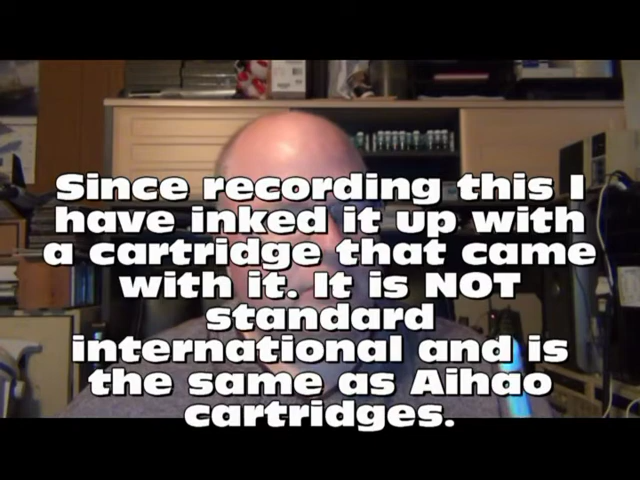 Since recording this I
have inked it up with
a cartridge that came
with it. It is NOT
standard
international and is
the same as Aihao
cartridges.